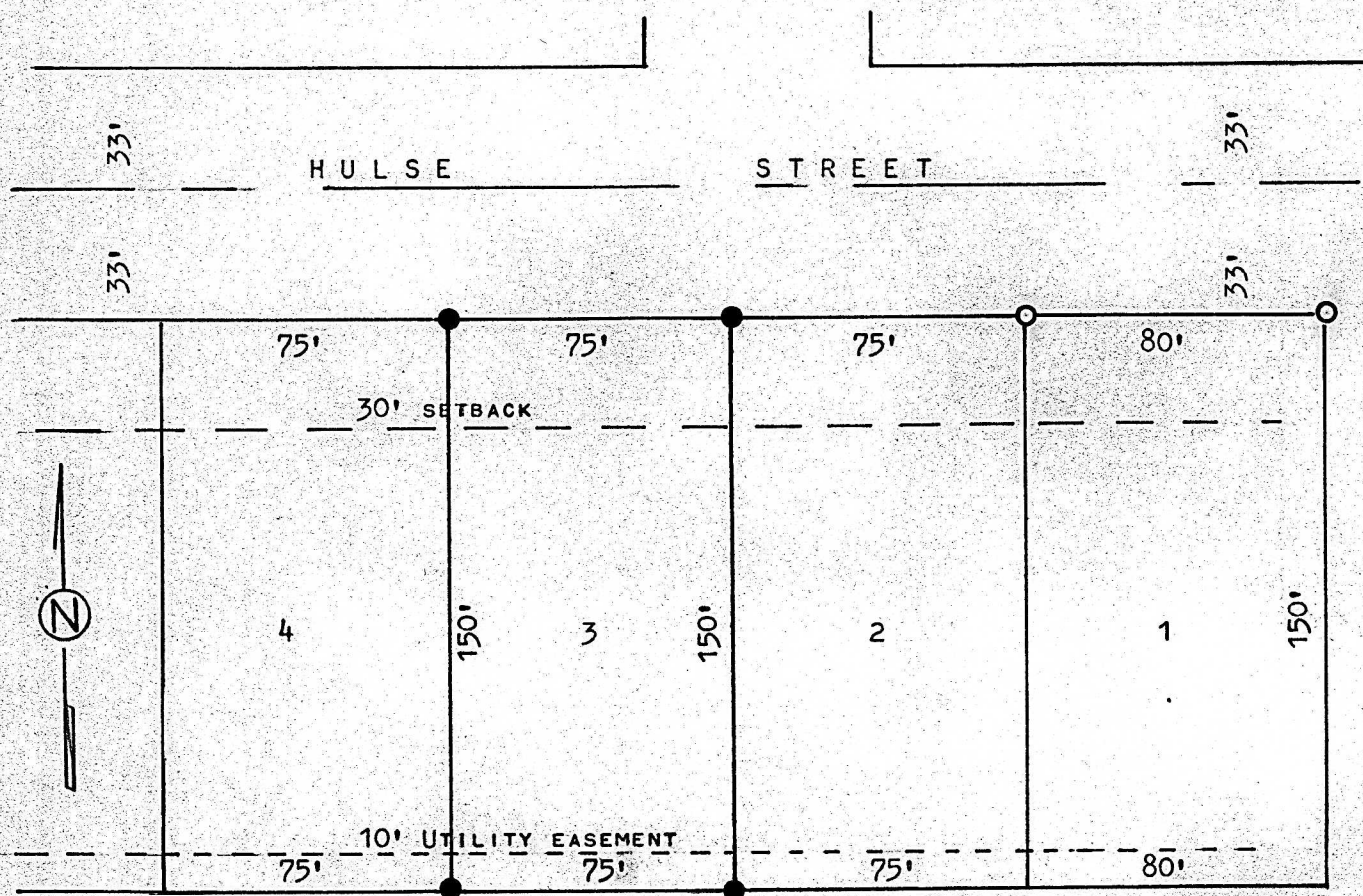 33' 33'
HULSE STREET
33' 33'
75' 75' 75' 80'
30' SETBACK
N
4 150' 3 150' 2 1 150'
10' UTILITY EASEMENT
75' 75' 75' 80'